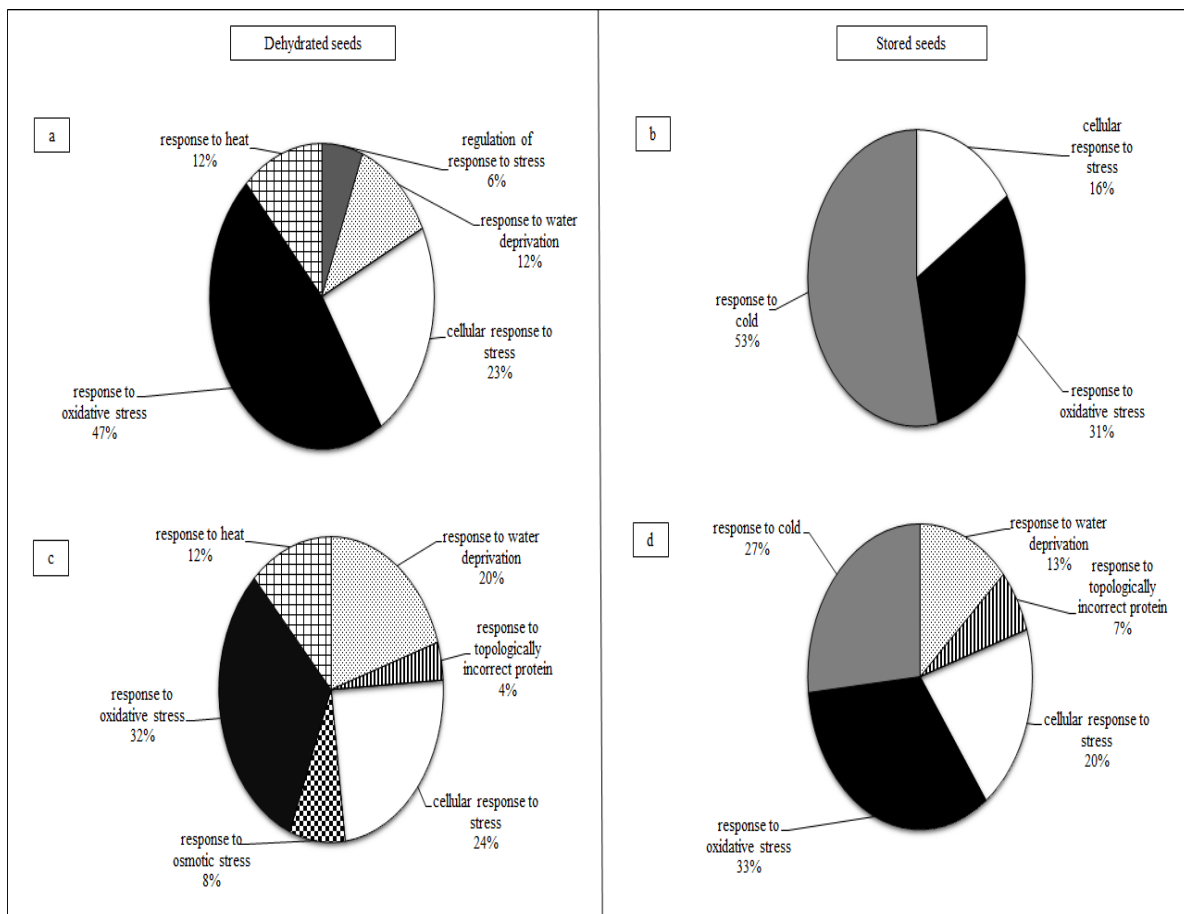 Dehydrated seeds
Stored seeds
a
response to heat
12%
regulation of
response to stress
6%
response to water
deprivation
12%
cellular response to
stress
23%
response to
oxidative stress
47%
b
cellular
response to
stress
16%
response to
cold
53%
response to
oxidative stress
31%
c
response to heat
12%
response to water
deprivation
20%
response to
topologically
incorrect protein
4%
response to
oxidative stress
32%
cellular response to
stress
24%
response to
osmotic stress
8%
d
response to cold
27%
response to water
deprivation
13%
response to
topologically
incorrect protein
7%
cellular response to
stress
20%
response to
oxidative stress
33%